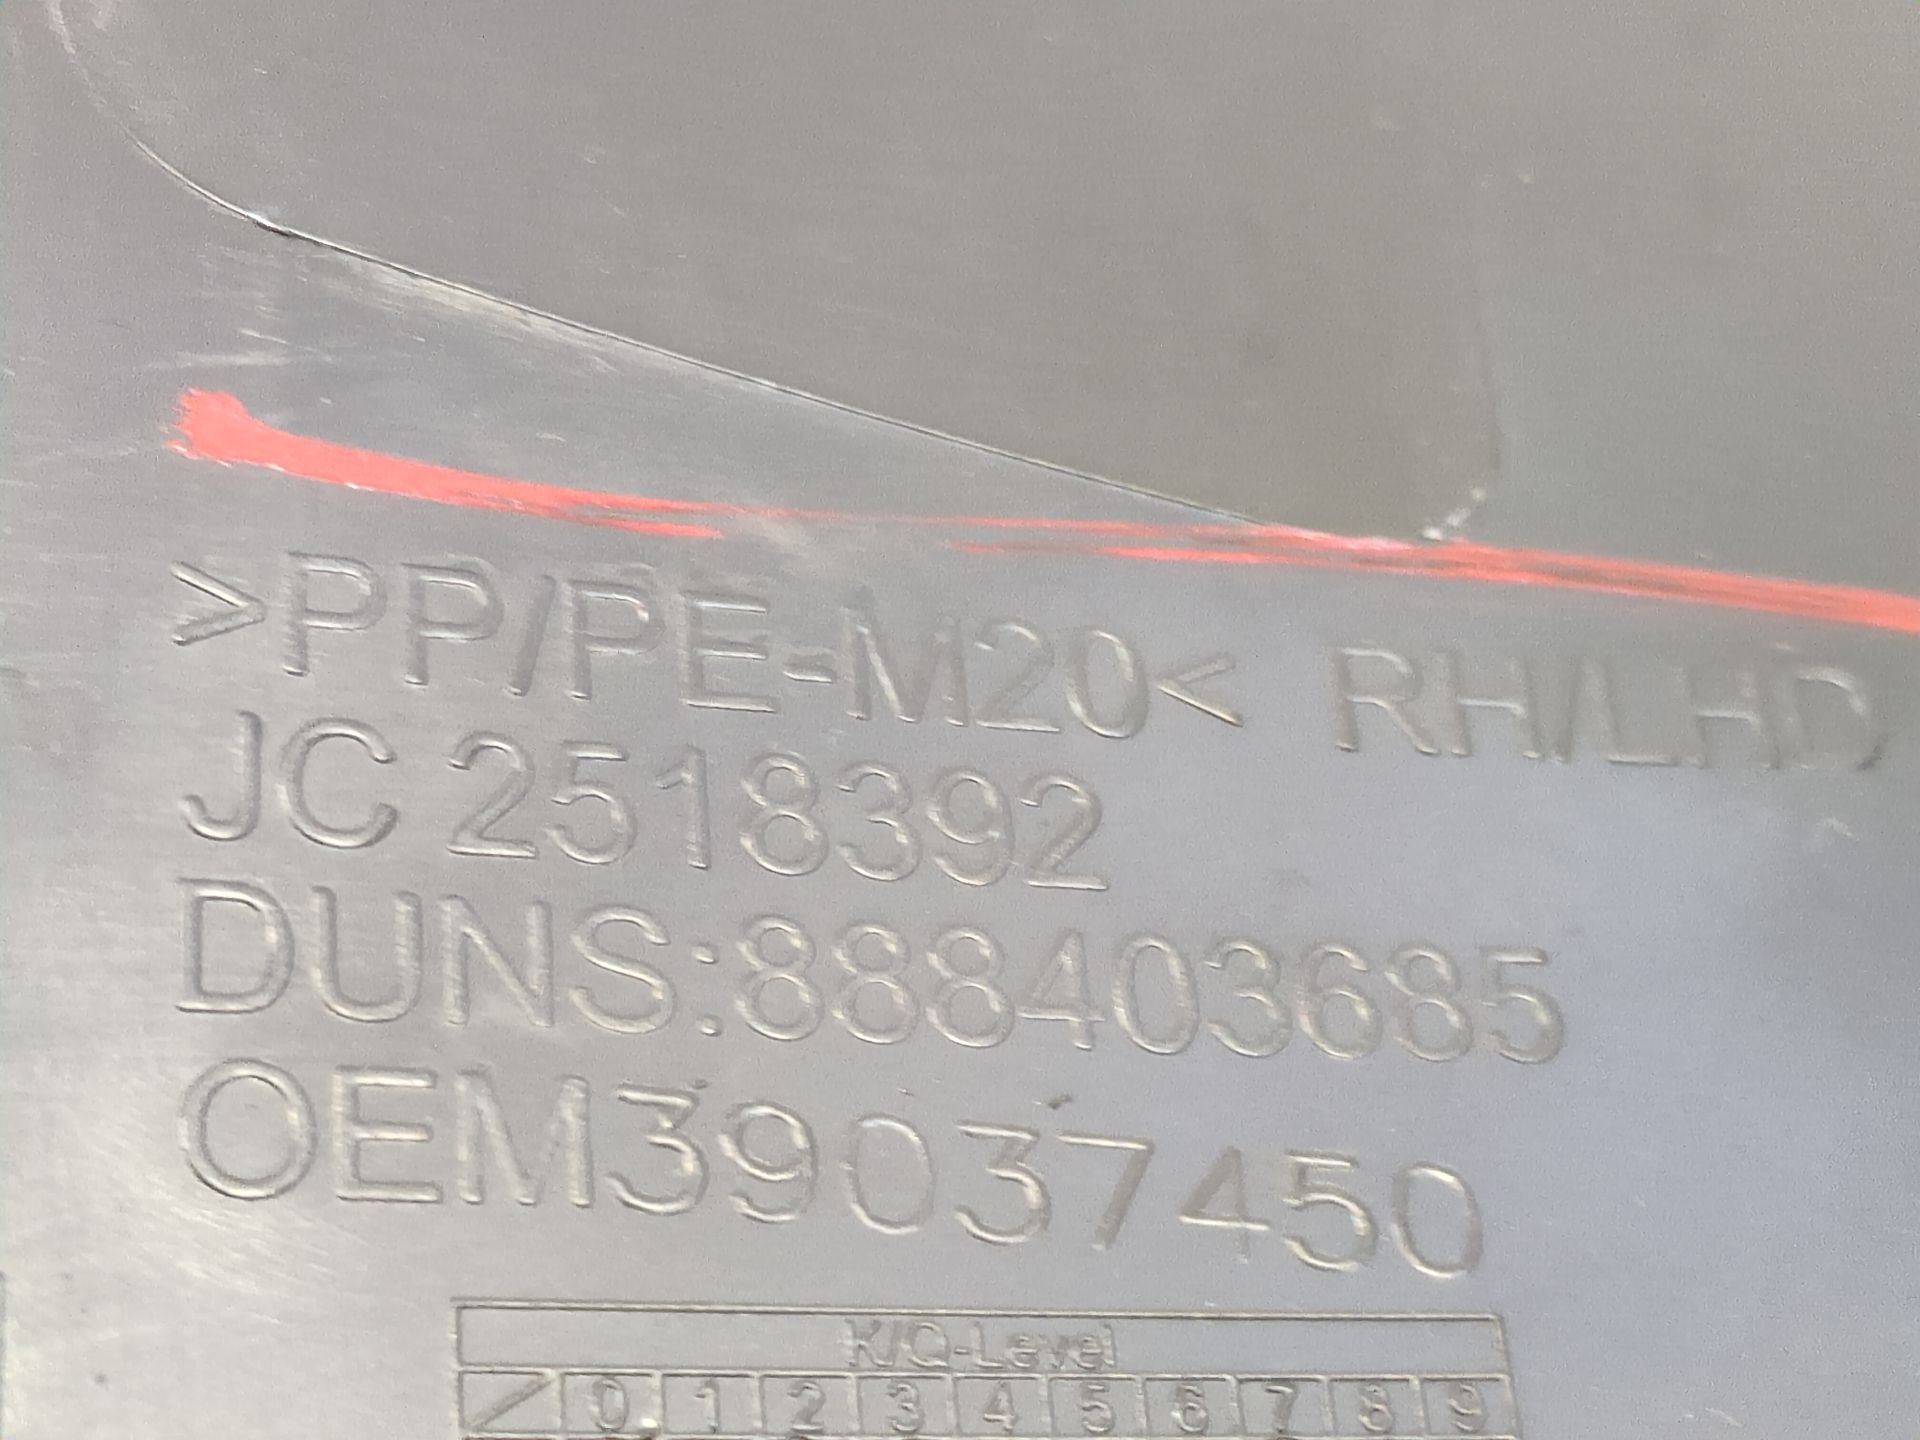 >PP/PE-M20< RH/LHD
JC 2518392
DUNS:888403685
OEM39037450
K/Q-Level
0 1 2 3 4 5 6 7 8 9